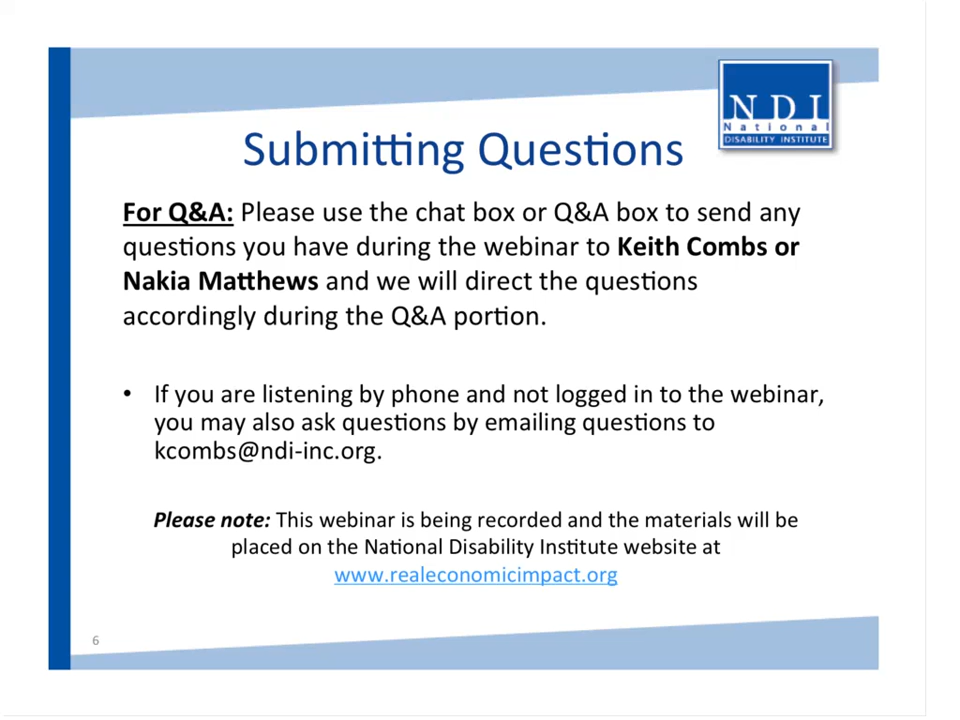 NDI
National
DISABILITY INSTITUTE
Submitting Questions
For Q&A: Please use the chat box or Q&A box to send any
questions you have during the webinar to Keith Combs or
Nakia Matthews and we will direct the questions
accordingly during the Q&A portion.
• If you are listening by phone and not logged in to the webinar,
you may also ask questions by emailing questions to
kcombs@ndi-inc.org.
Please note: This webinar is being recorded and the materials will be
placed on the National Disability Institute website at
www.realeconomicimpact.org
6